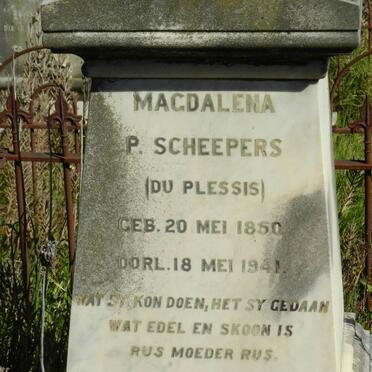 MAGDALENA
P. SCHEEPERS
(DU PLESSIS)
GEB. 20 MEI 1850
OORL. 18 MEI 1941.
WAT SY KON DOEN, HET SY GEDAAN
WAT EDEL EN SKOON IS
RUS MOEDER RUS.